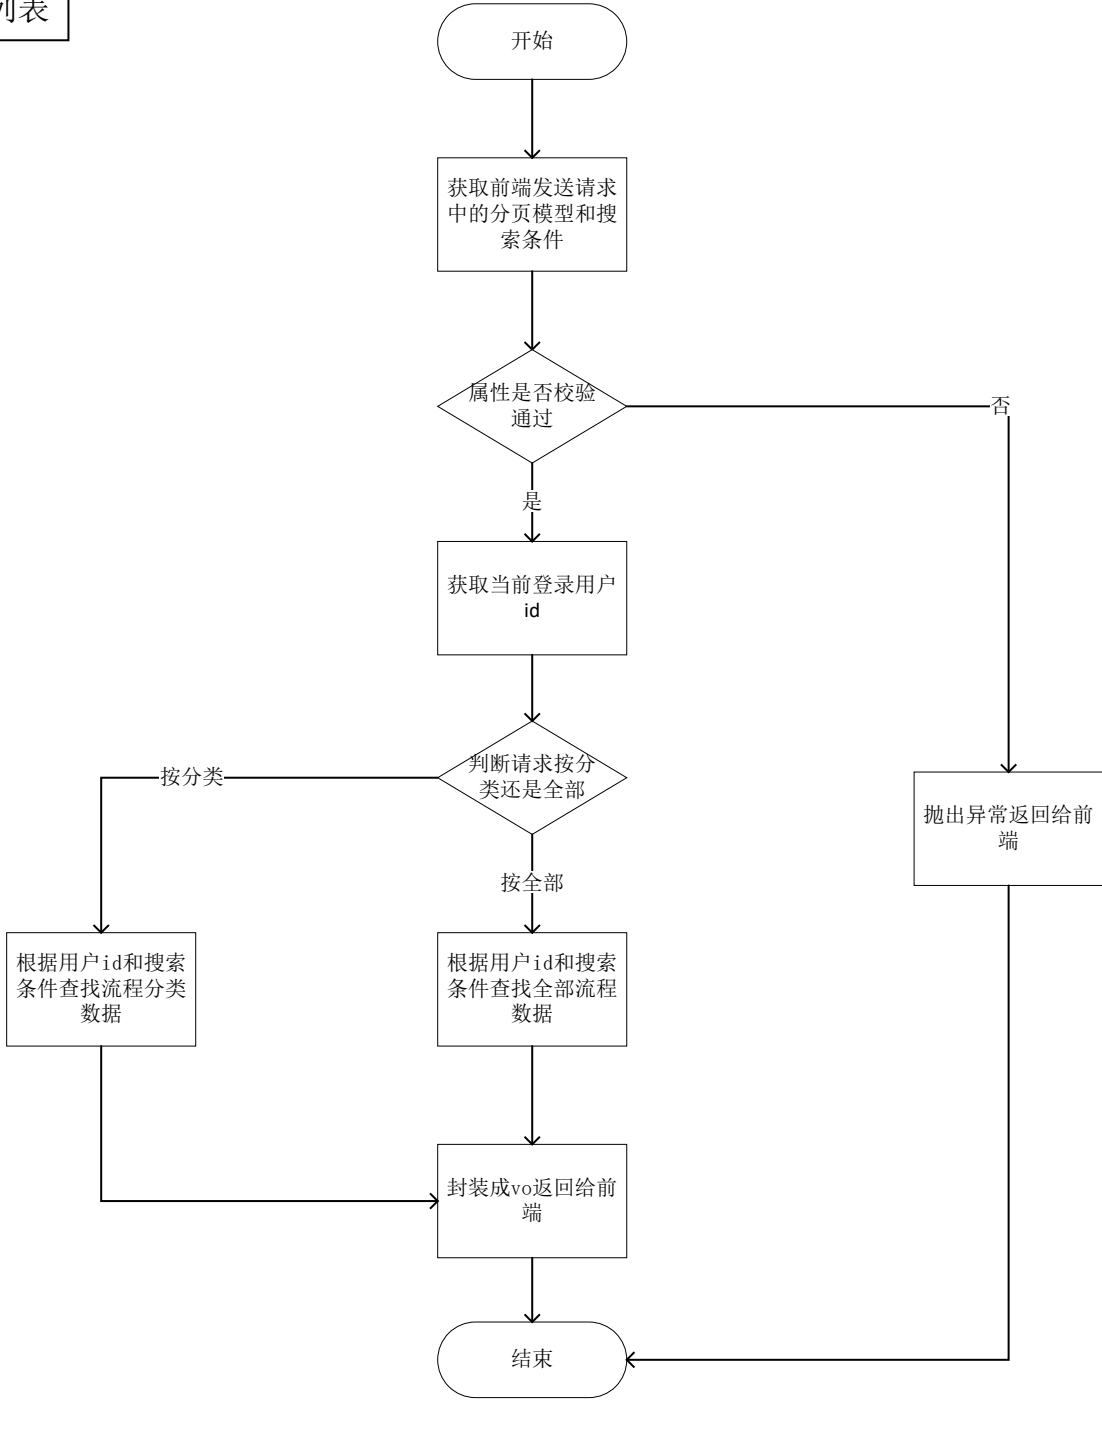 列表
开始
获取前端发送请求
中的分页模型和搜
索条件
属性是否校验
通过
否
是
获取当前登录用户
id
判断请求按分
类还是全部
按分类
按全部
抛出异常返回给前
端
根据用户id和搜索
条件查找流程分类
数据
根据用户id和搜索
条件查找全部流程
数据
封装成vo返回给前
端
结束